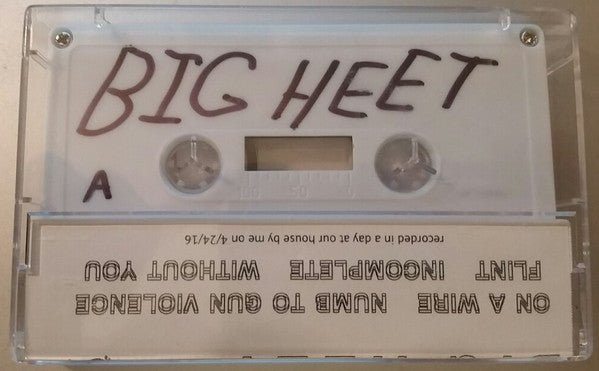 BIG HEET
A
100 50 0
ON A WIRE NUMB TO GUN VIOLENCE
FLINT INCOMPLETE WITHOUT YOU
recorded in a day at our house by me on 4/24/16